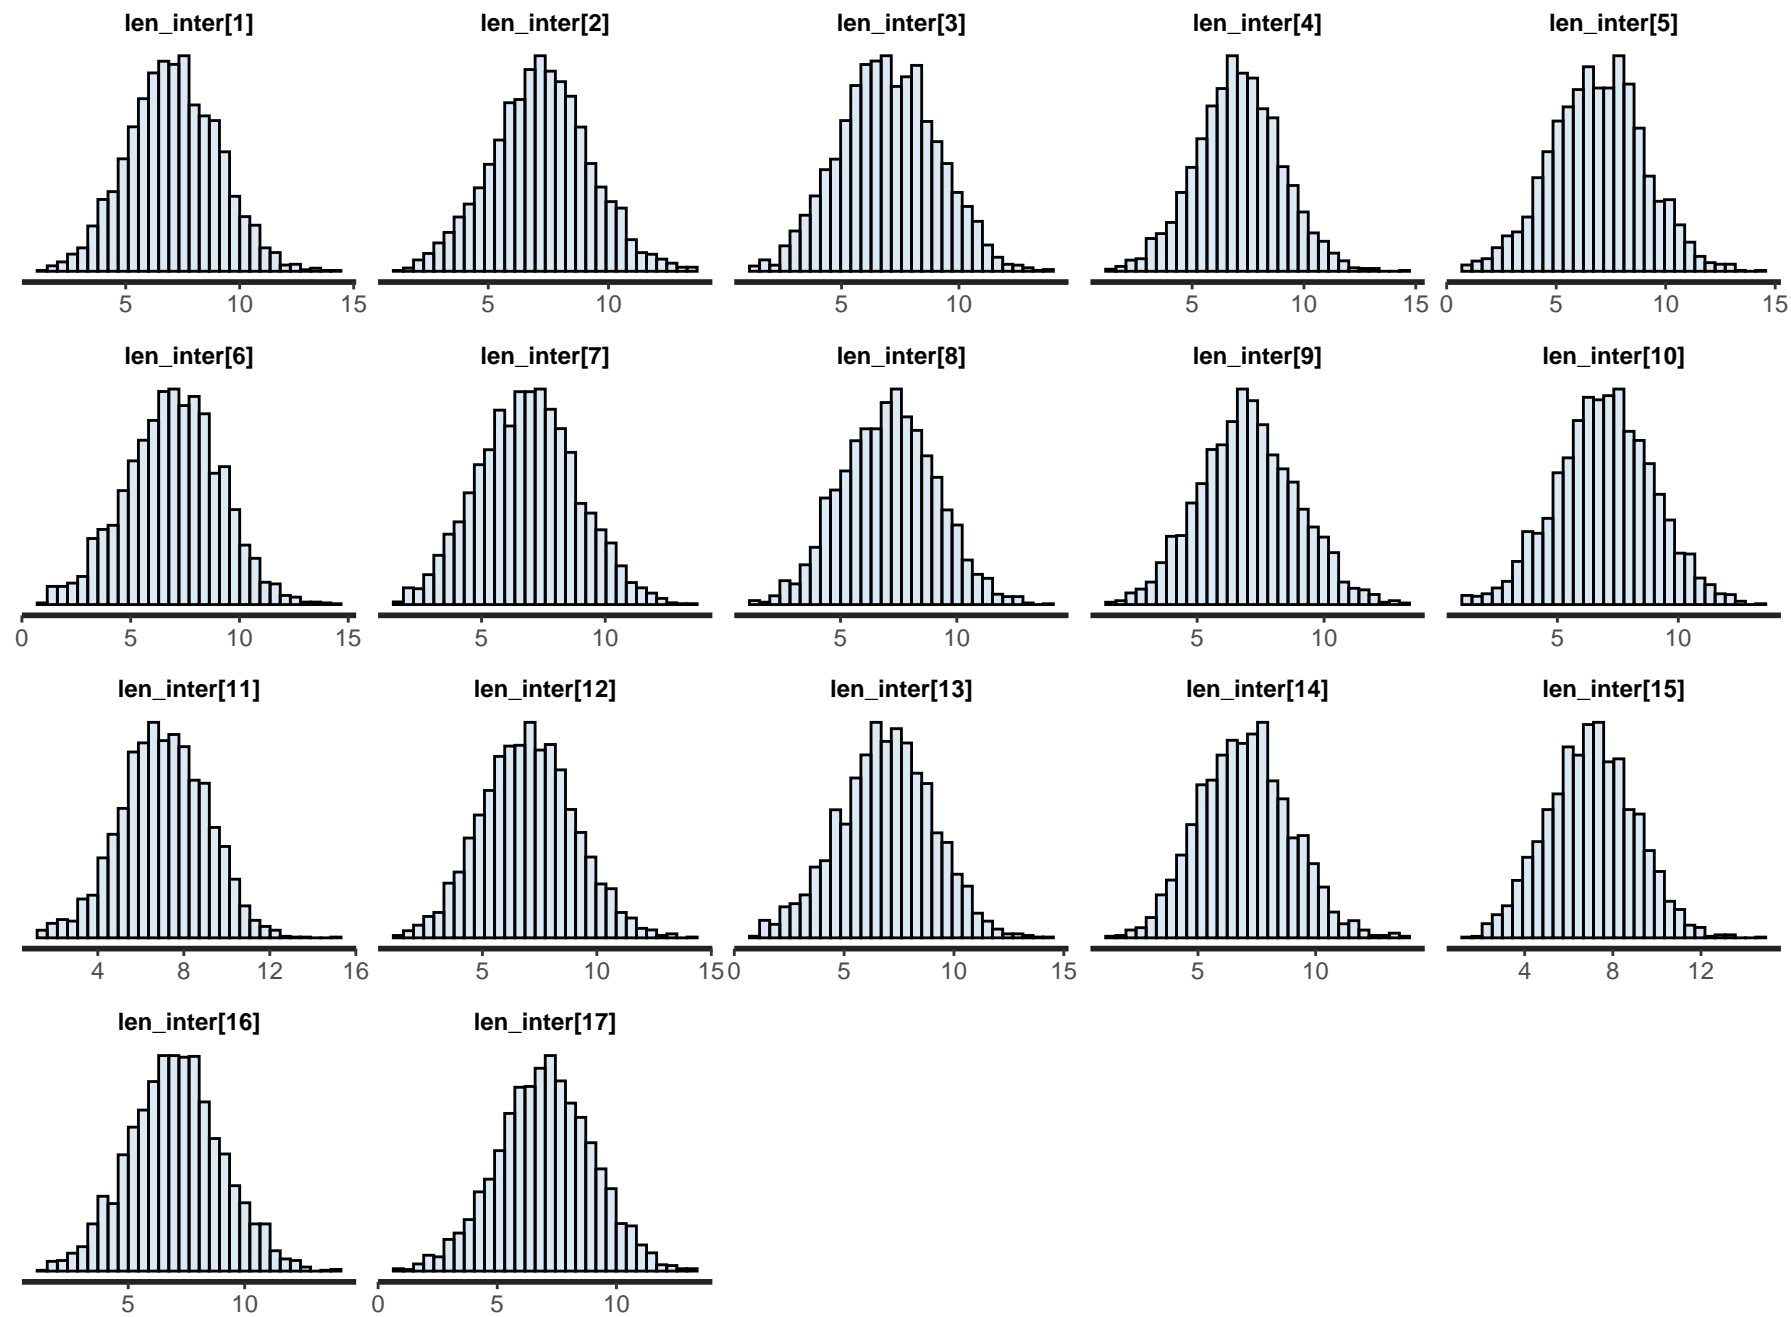 len_inter[1] len_inter[2] len_inter[3] len_inter[4] len_inter[5]
5 10 15 5 10 5 10 5 10 15 0 5 10 15
len_inter[6] len_inter[7] len_inter[8] len_inter[9] len_inter[10]
0 5 10 15 5 10 5 10 5 10 5 10
len_inter[11] len_inter[12] len_inter[13] len_inter[14] len_inter[15]
4 8 12 16 5 10 15 0 5 10 15 5 10 4 8 12
len_inter[16] len_inter[17]
5 10 0 5 10